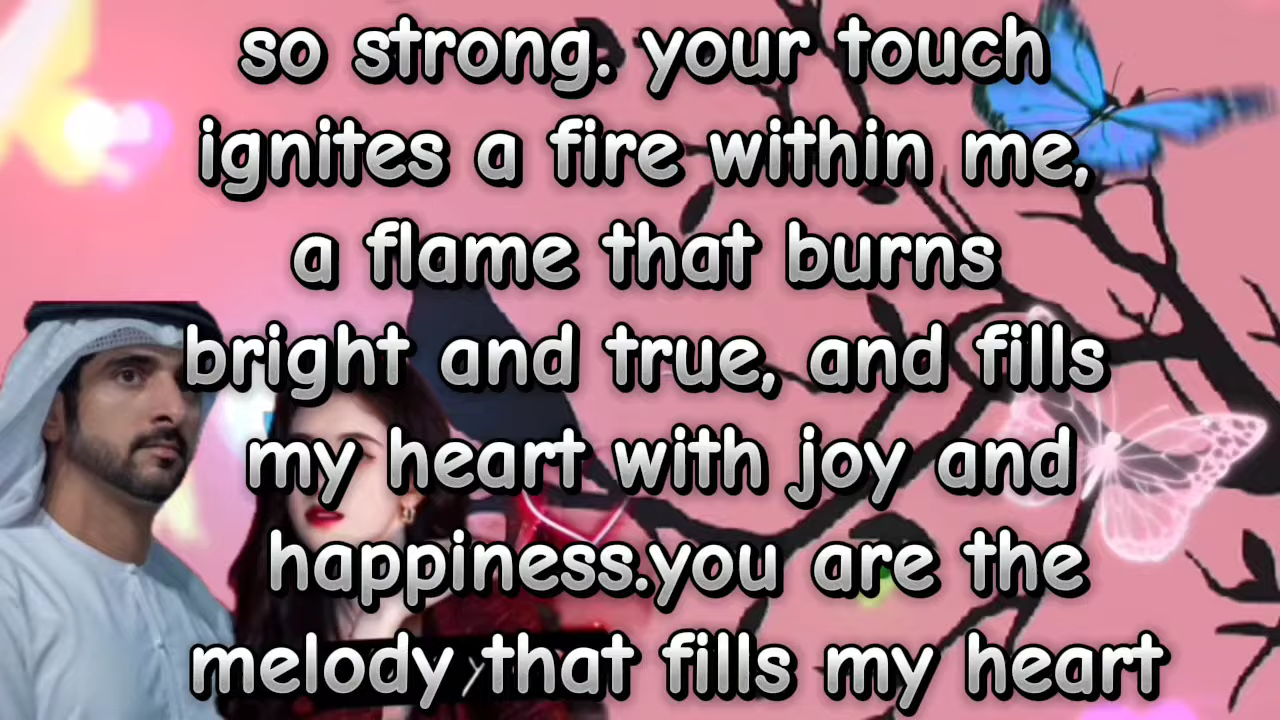 so strong. your touch
ignites a fire within me,
a flame that burns
bright and true, and fills
my heart with joy and
happiness.you are the
melody that fills my heart